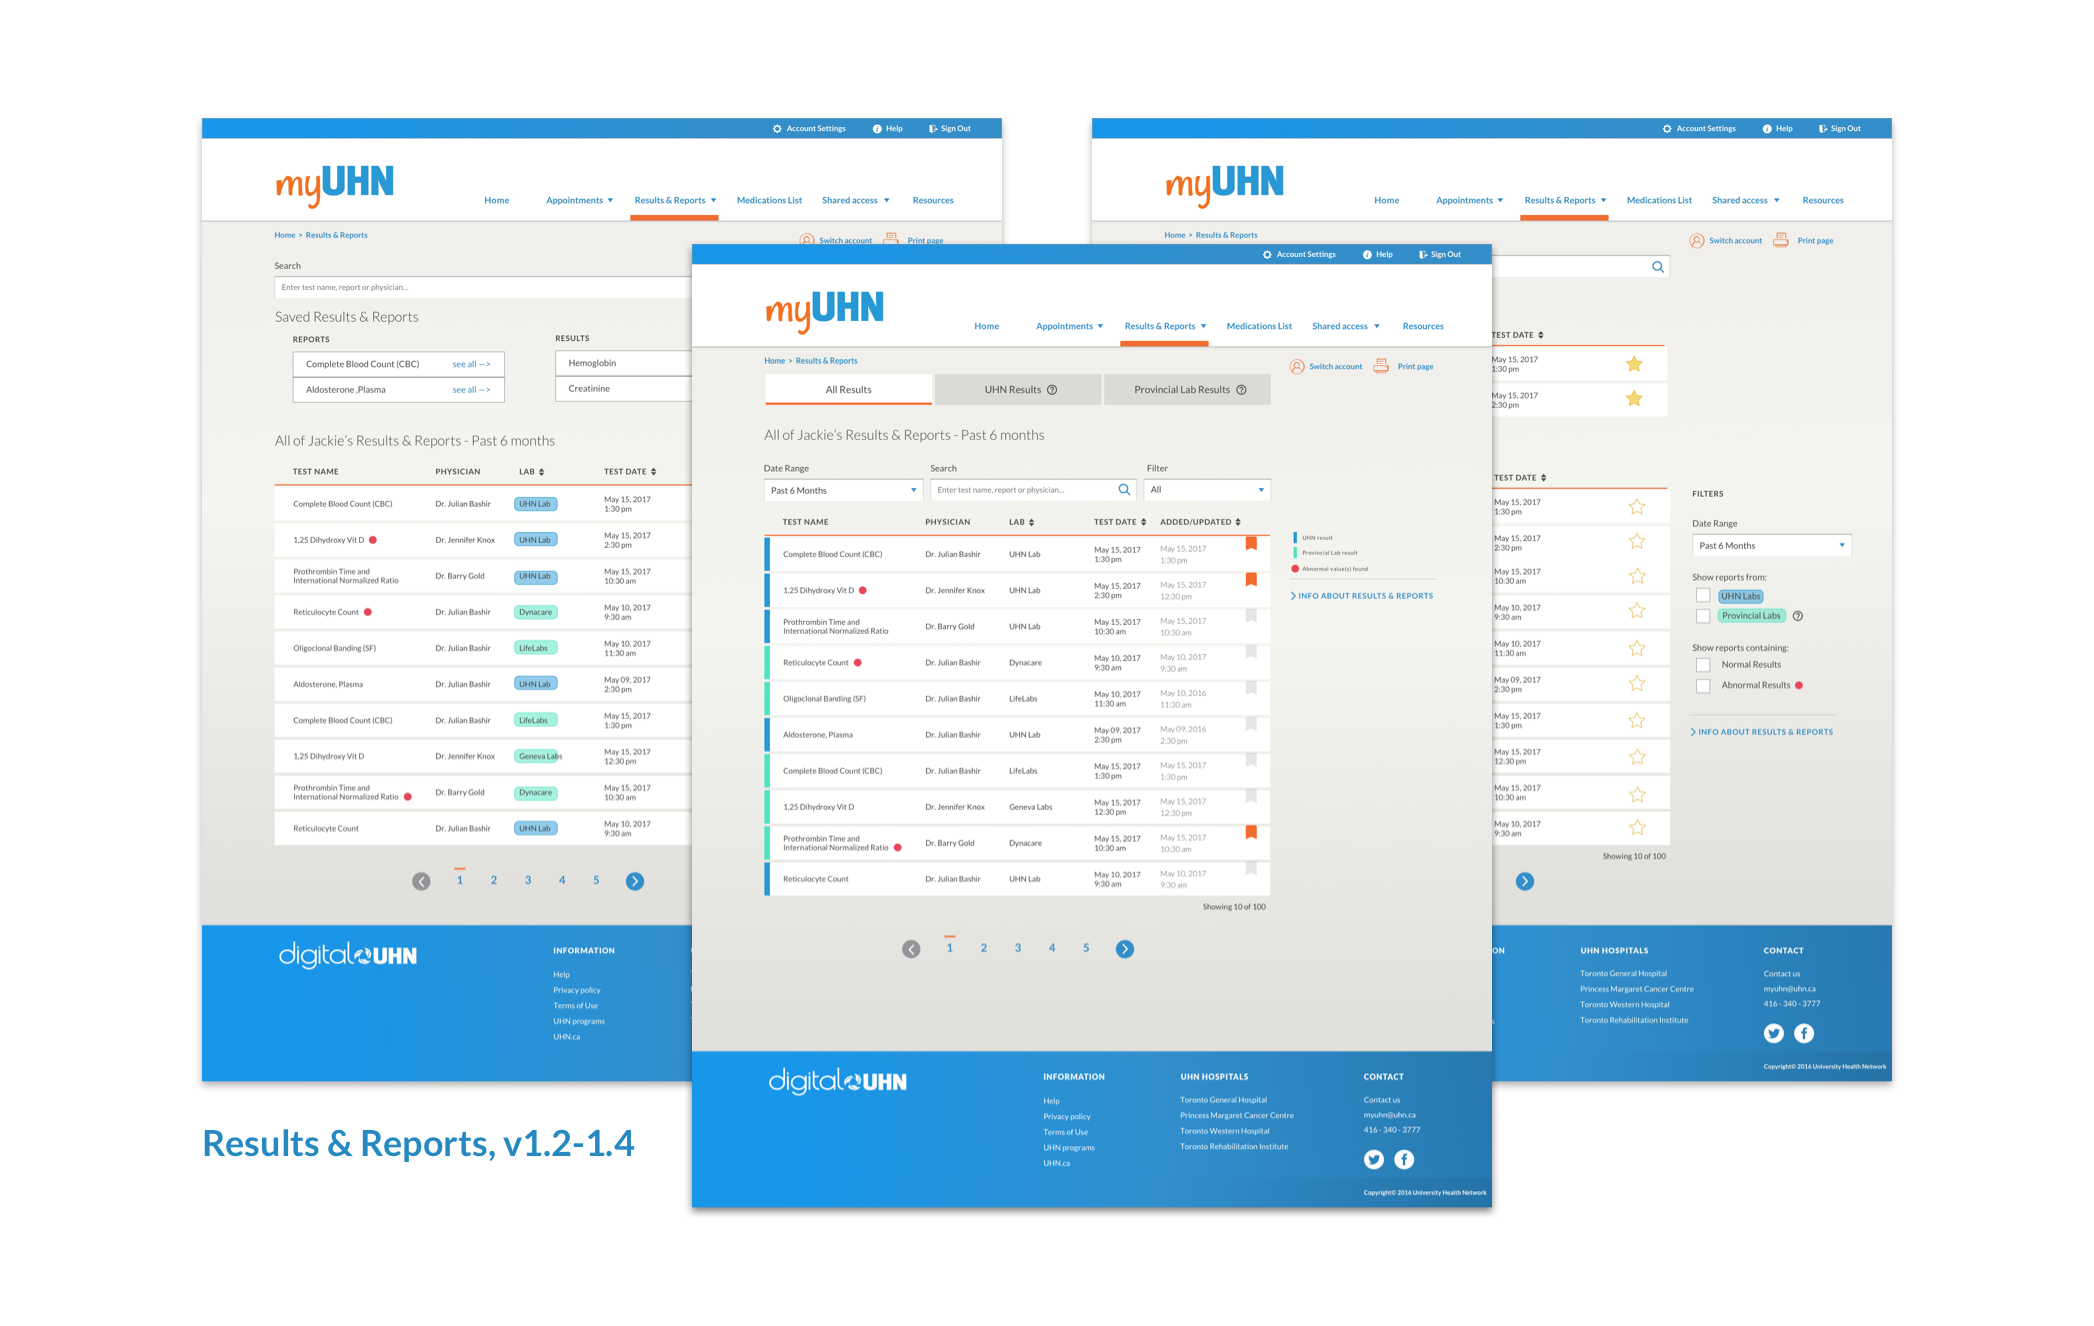 Account Settings Help Sign Out
myUHN
Home Appointments Results & Reports Medications List Shared access Resources
Home > Results & Reports
Switch account Print page
Search
Enter test name, report or physician...
Saved Results & Reports
REPORTS RESULTS
Complete Blood Count (CBC) see all --> Hemoglobin
Aldosterone ,Plasma see all --> Creatinine
All of Jackie's Results & Reports - Past 6 months
TEST NAME PHYSICIAN LAB TEST DATE
Complete Blood Count (CBC) Dr. Julian Bashir UHN Lab May 15, 2017
1:30 pm
1,25 Dihydroxy Vit D Dr. Jennifer Knox UHN Lab May 15, 2017
2:30 pm
Prothrombin Time and
International Normalized Ratio Dr. Barry Gold UHN Lab May 15, 2017
10:30 am
Reticulocyte Count Dr. Julian Bashir Dynacare May 10, 2017
9:30 am
Oligoclonal Banding (SF) Dr. Julian Bashir LifeLabs May 10, 2017
11:30 am
Aldosterone, Plasma Dr. Julian Bashir UHN Lab May 09, 2017
2:30 pm
Complete Blood Count (CBC) Dr. Julian Bashir LifeLabs May 15, 2017
1:30 pm
1,25 Dihydroxy Vit D Dr. Jennifer Knox Geneva Labs May 15, 2017
12:30 pm
Prothrombin Time and
International Normalized Ratio Dr. Barry Gold Dynacare May 15, 2017
10:30 am
Reticulocyte Count Dr. Julian Bashir UHN Lab May 10, 2017
9:30 am
1 2 3 4 5
digital UHN
INFORMATION
Help
Privacy policy
Terms of Use
UHN programs
UHN.ca
Results & Reports, v1.2-1.4
Account Settings Help Sign Out
myUHN
Home Appointments Results & Reports Medications List Shared access Resources
Home > Results & Reports
Switch account Print page
All Results UHN Results Provincial Lab Results
All of Jackie's Results & Reports - Past 6 months
Date Range Search Filter
Past 6 Months Enter test name, report or physician... All
TEST NAME PHYSICIAN LAB TEST DATE ADDED/UPDATED
Complete Blood Count (CBC) Dr. Julian Bashir UHN Lab May 15, 2017 May 15, 2017
1:30 pm 1:30 pm
1,25 Dihydroxy Vit D Dr. Jennifer Knox UHN Lab May 15, 2017 May 15, 2017
2:30 pm 12:30 pm
Prothrombin Time and
International Normalized Ratio Dr. Barry Gold UHN Lab May 15, 2017 May 15, 2017
10:30 am 10:30 am
Reticulocyte Count Dr. Julian Bashir Dynacare May 10, 2017 May 10, 2017
9:30 am 9:30 am
Oligoclonal Banding (SF) Dr. Julian Bashir LifeLabs May 10, 2017 May 10, 2016
11:30 am 11:30 am
Aldosterone, Plasma Dr. Julian Bashir UHN Lab May 09, 2017 May 09, 2016
2:30 pm 2:30 pm
Complete Blood Count (CBC) Dr. Julian Bashir LifeLabs May 15, 2017 May 15, 2017
1:30 pm 1:30 pm
1,25 Dihydroxy Vit D Dr. Jennifer Knox Geneva Labs May 15, 2017 May 15, 2017
12:30 pm 12:30 pm
Prothrombin Time and
International Normalized Ratio Dr. Barry Gold Dynacare May 15, 2017 May 15, 2017
10:30 am 10:30 am
Reticulocyte Count Dr. Julian Bashir UHN Lab May 10, 2017 May 10, 2017
9:30 am 9:30 am
Showing 10 of 100
1 2 3 4 5
UHN result
Provincial Lab result
Abnormal value(s) found
INFO ABOUT RESULTS & REPORTS
digital UHN
INFORMATION
Help
Privacy policy
Terms of Use
UHN programs
UHN.ca
UHN HOSPITALS
Toronto General Hospital
Princess Margaret Cancer Centre
Toronto Western Hospital
Toronto Rehabilitation Institute
CONTACT
Contact us
myuhn@uhn.ca
416 - 340 - 3777
Copyright© 2016 University Health Network
Account Settings Help Sign Out
myUHN
Home Appointments Results & Reports Medications List Shared access Resources
Home > Results & Reports
Switch account Print page
TEST DATE
May 15, 2017
1:30 pm
May 15, 2017
2:30 pm
TEST DATE
May 15, 2017
1:30 pm
May 15, 2017
2:30 pm
May 15, 2017
10:30 am
May 10, 2017
9:30 am
May 10, 2017
11:30 am
May 09, 2017
2:30 pm
May 15, 2017
1:30 pm
May 15, 2017
12:30 pm
May 15, 2017
10:30 am
May 10, 2017
9:30 am
Showing 10 of 100
FILTERS
Date Range
Past 6 Months
Show reports from:
UHN Labs
Provincial Labs
Show reports containing:
Normal Results
Abnormal Results
INFO ABOUT RESULTS & REPORTS
ON
s
UHN HOSPITALS
Toronto General Hospital
Princess Margaret Cancer Centre
Toronto Western Hospital
Toronto Rehabilitation Institute
CONTACT
Contact us
myuhn@uhn.ca
416 - 340 - 3777
Copyright© 2016 University Health Network